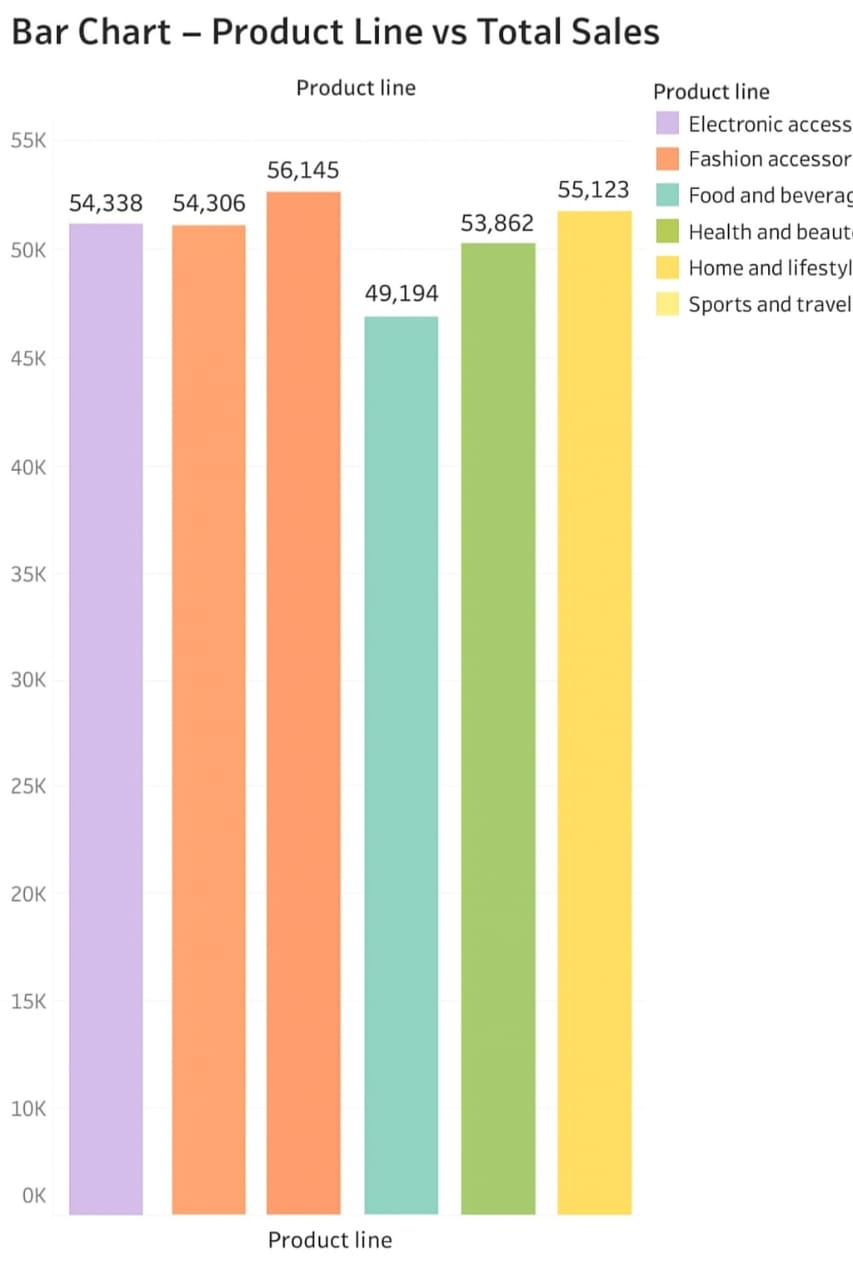 Bar Chart – Product Line vs Total Sales
Product line
Product line
Electronic access
Fashion accessor
Food and beverag
Health and beaut
Home and lifestyl
Sports and travel
55K
50K
45K
40K
35K
30K
25K
20K
15K
10K
0K
54,338
54,306
56,145
49,194
53,862
55,123
Product line